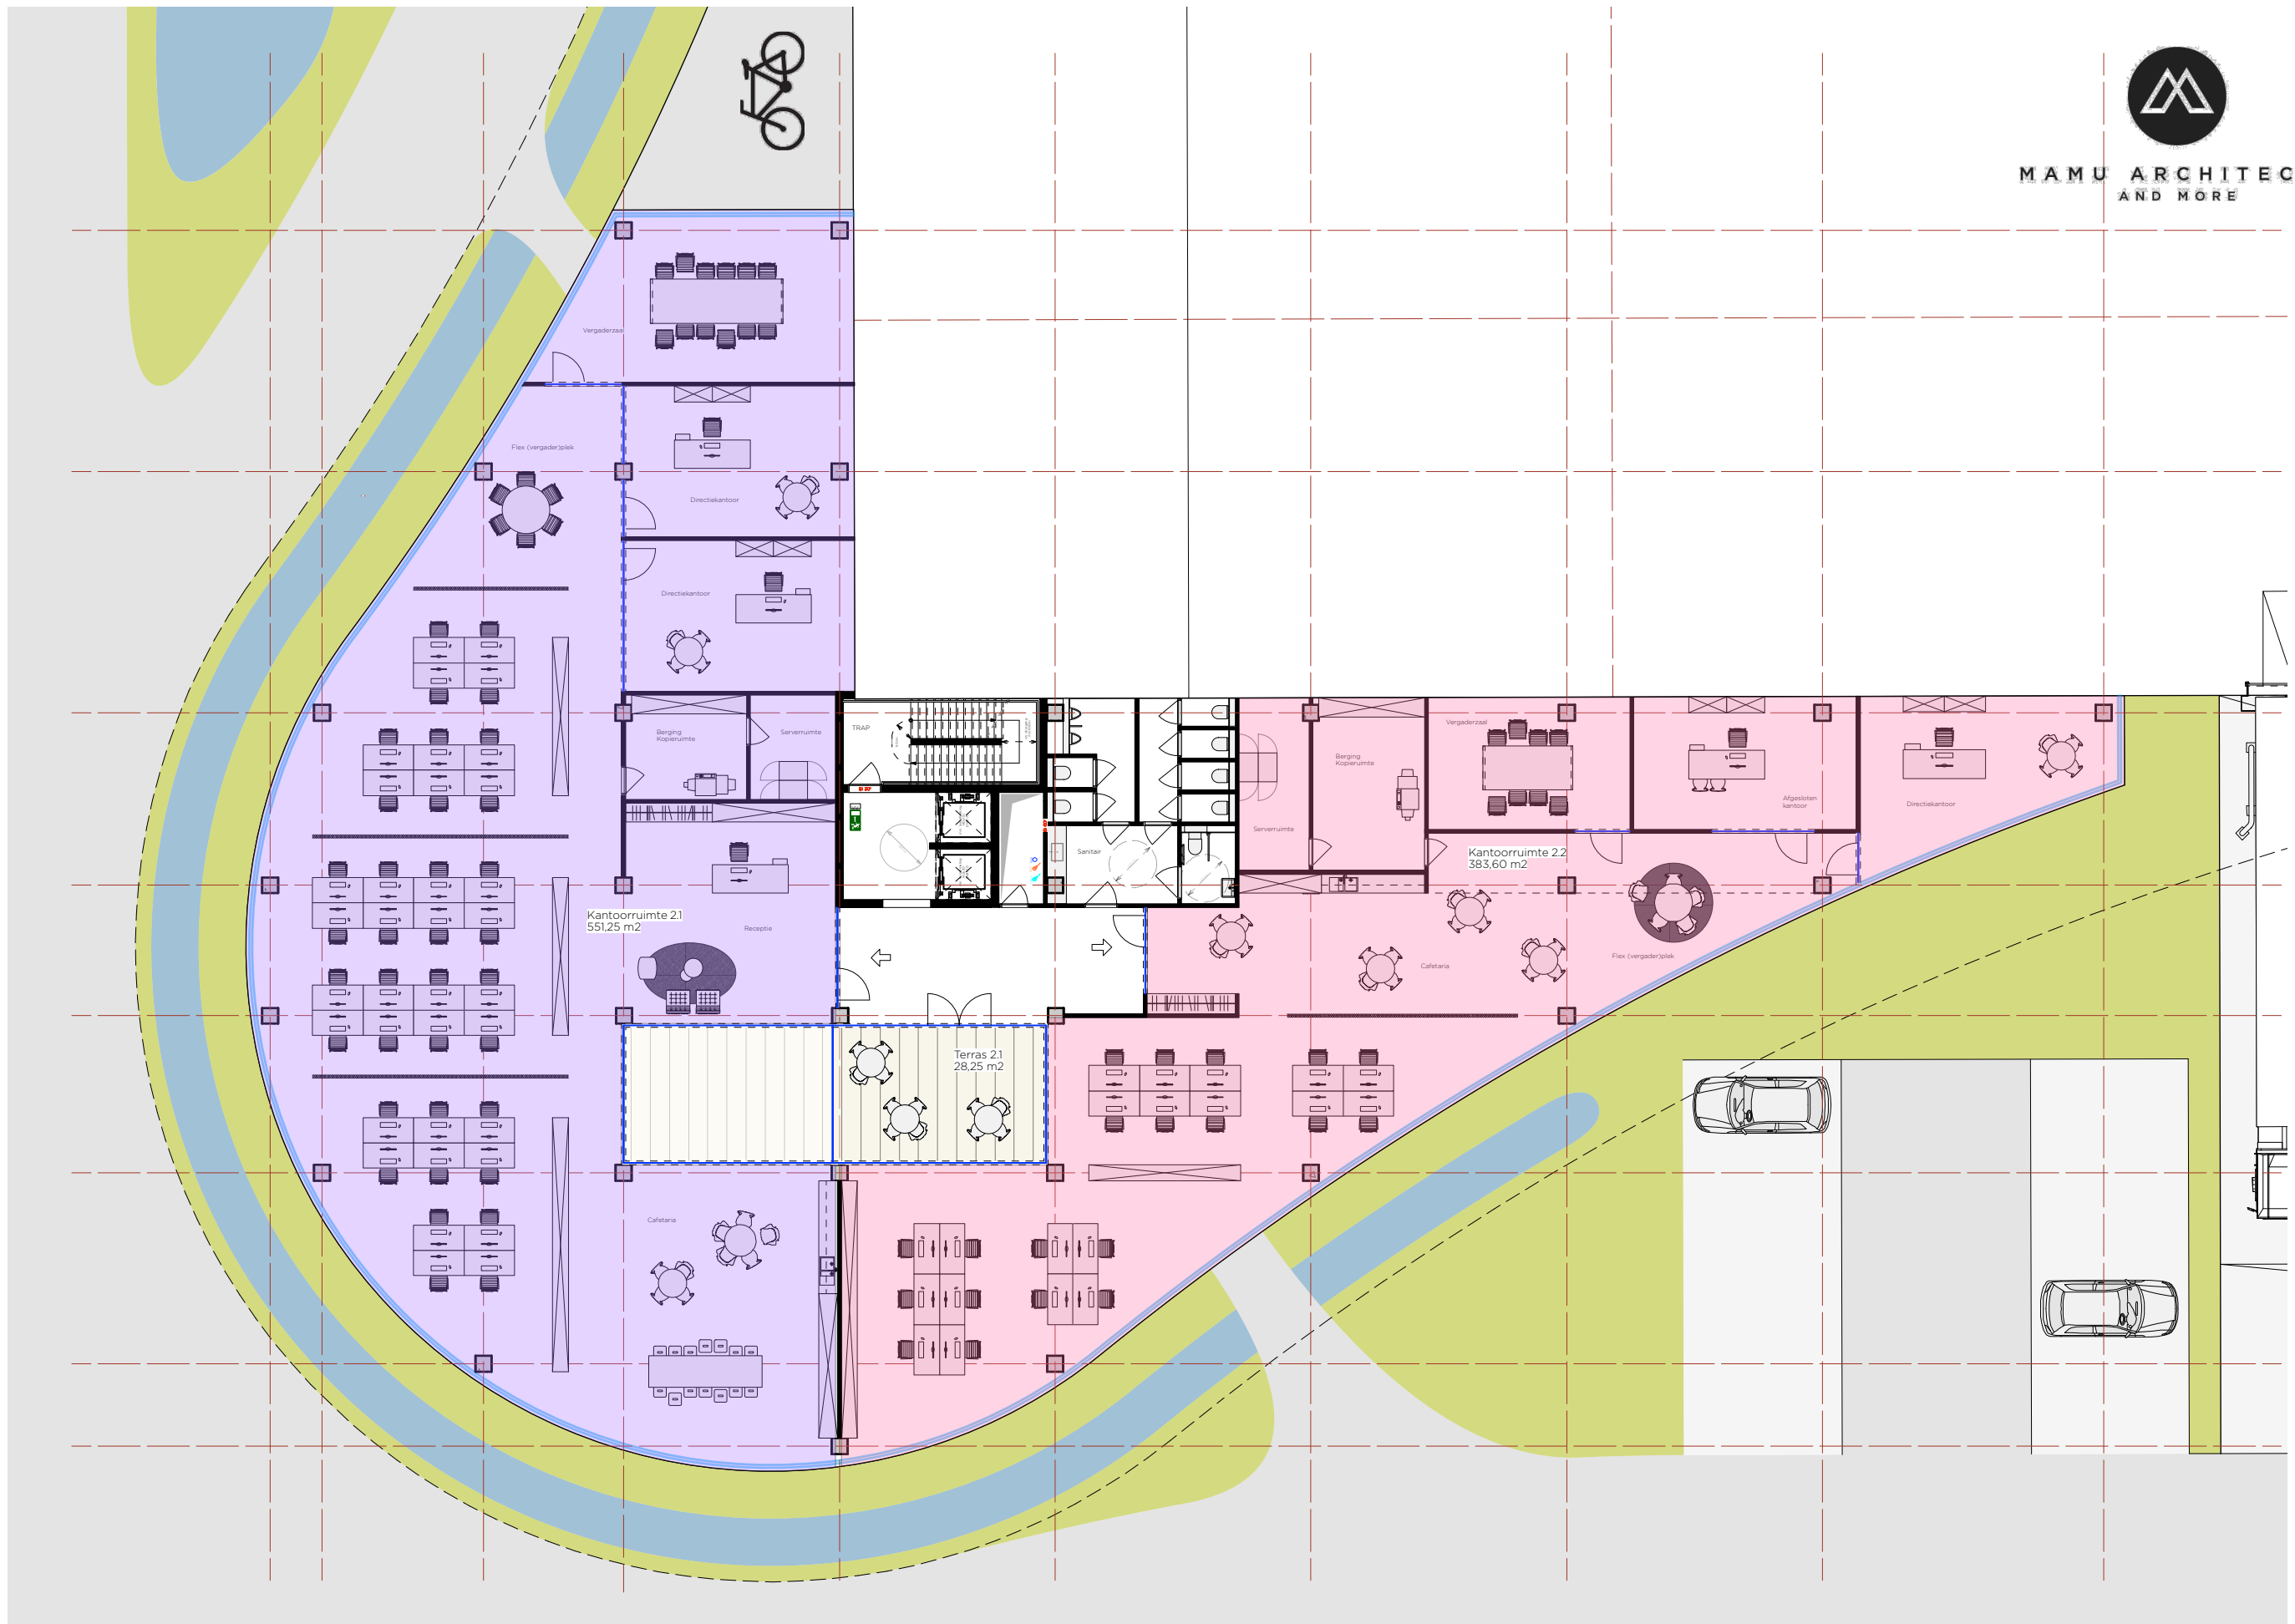 MAMU ARCHITEC
AND MORE
Vergaderzaal
Flex (vergader)plek
Directiekantoor
Directiekantoor
Berging
Kopieruimte
Serverruimte
TRAP
Sanitair
Serverruimte
Berging
Kopieruimte
Vergaderzaal
Afgesloten
kantoor
Directiekantoor
Kantoorruimte 2.2
383,60 m2
Kantoorruimte 2.1
551,25 m2
Receptie
Cafetaria
Flex (vergader)plek
Terras 2.1
28,25 m2
Cafetaria